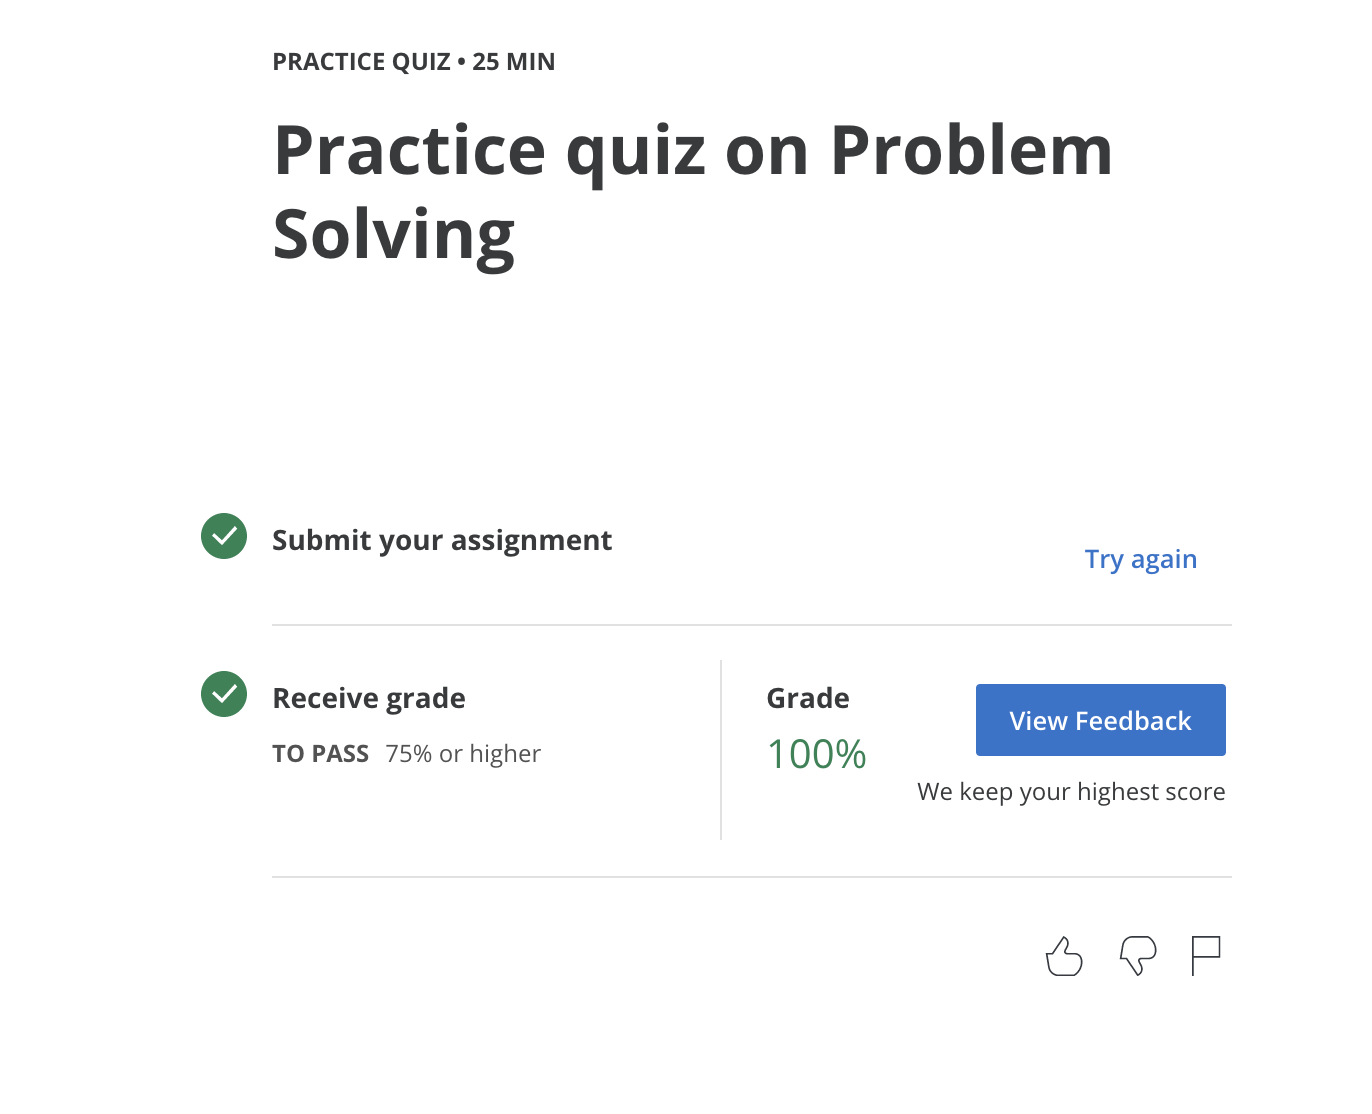 PRACTICE QUIZ • 25 MIN
Practice quiz on Problem
Solving
Submit your assignment
Try again
Receive grade
TO PASS 75% or higher
Grade
100%
View Feedback
We keep your highest score